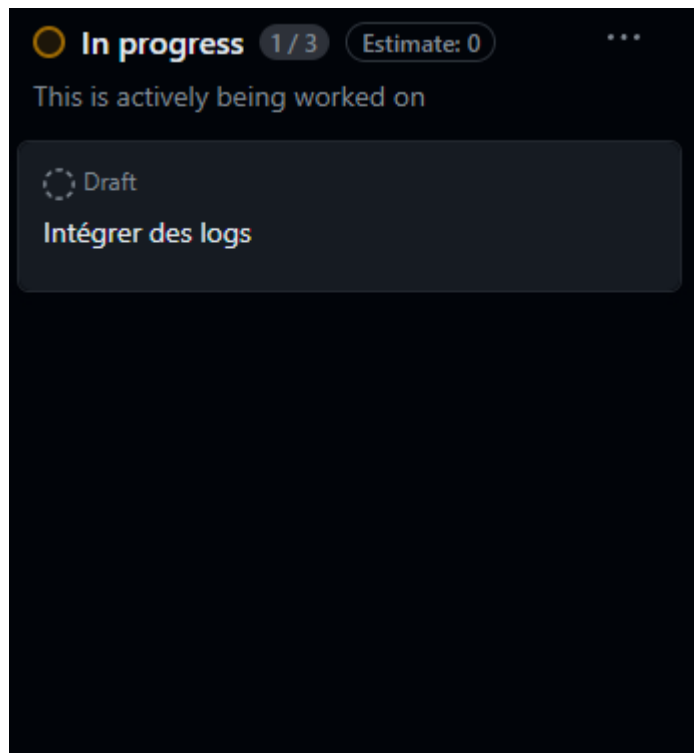 In progress 1 / 3 Estimate: 0 ...
This is actively being worked on
Draft
Intégrer des logs